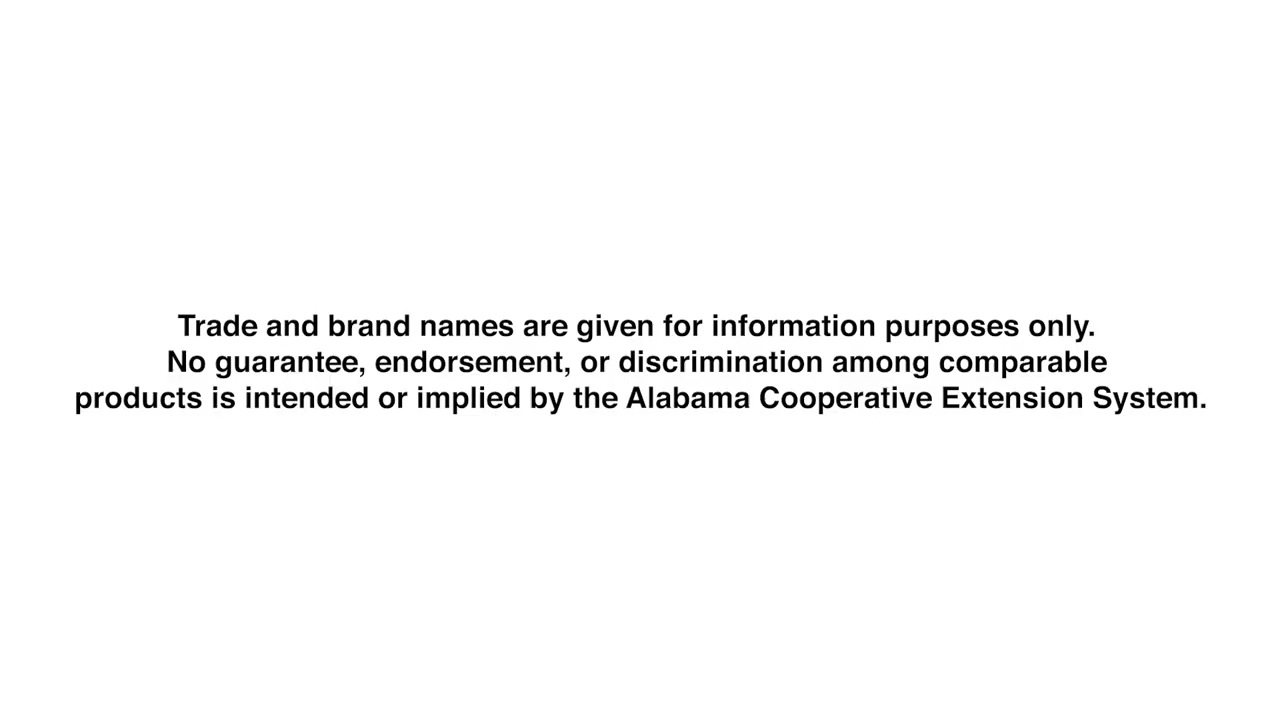 Trade and brand names are given for information purposes only.
No guarantee, endorsement, or discrimination among comparable
products is intended or implied by the Alabama Cooperative Extension System.